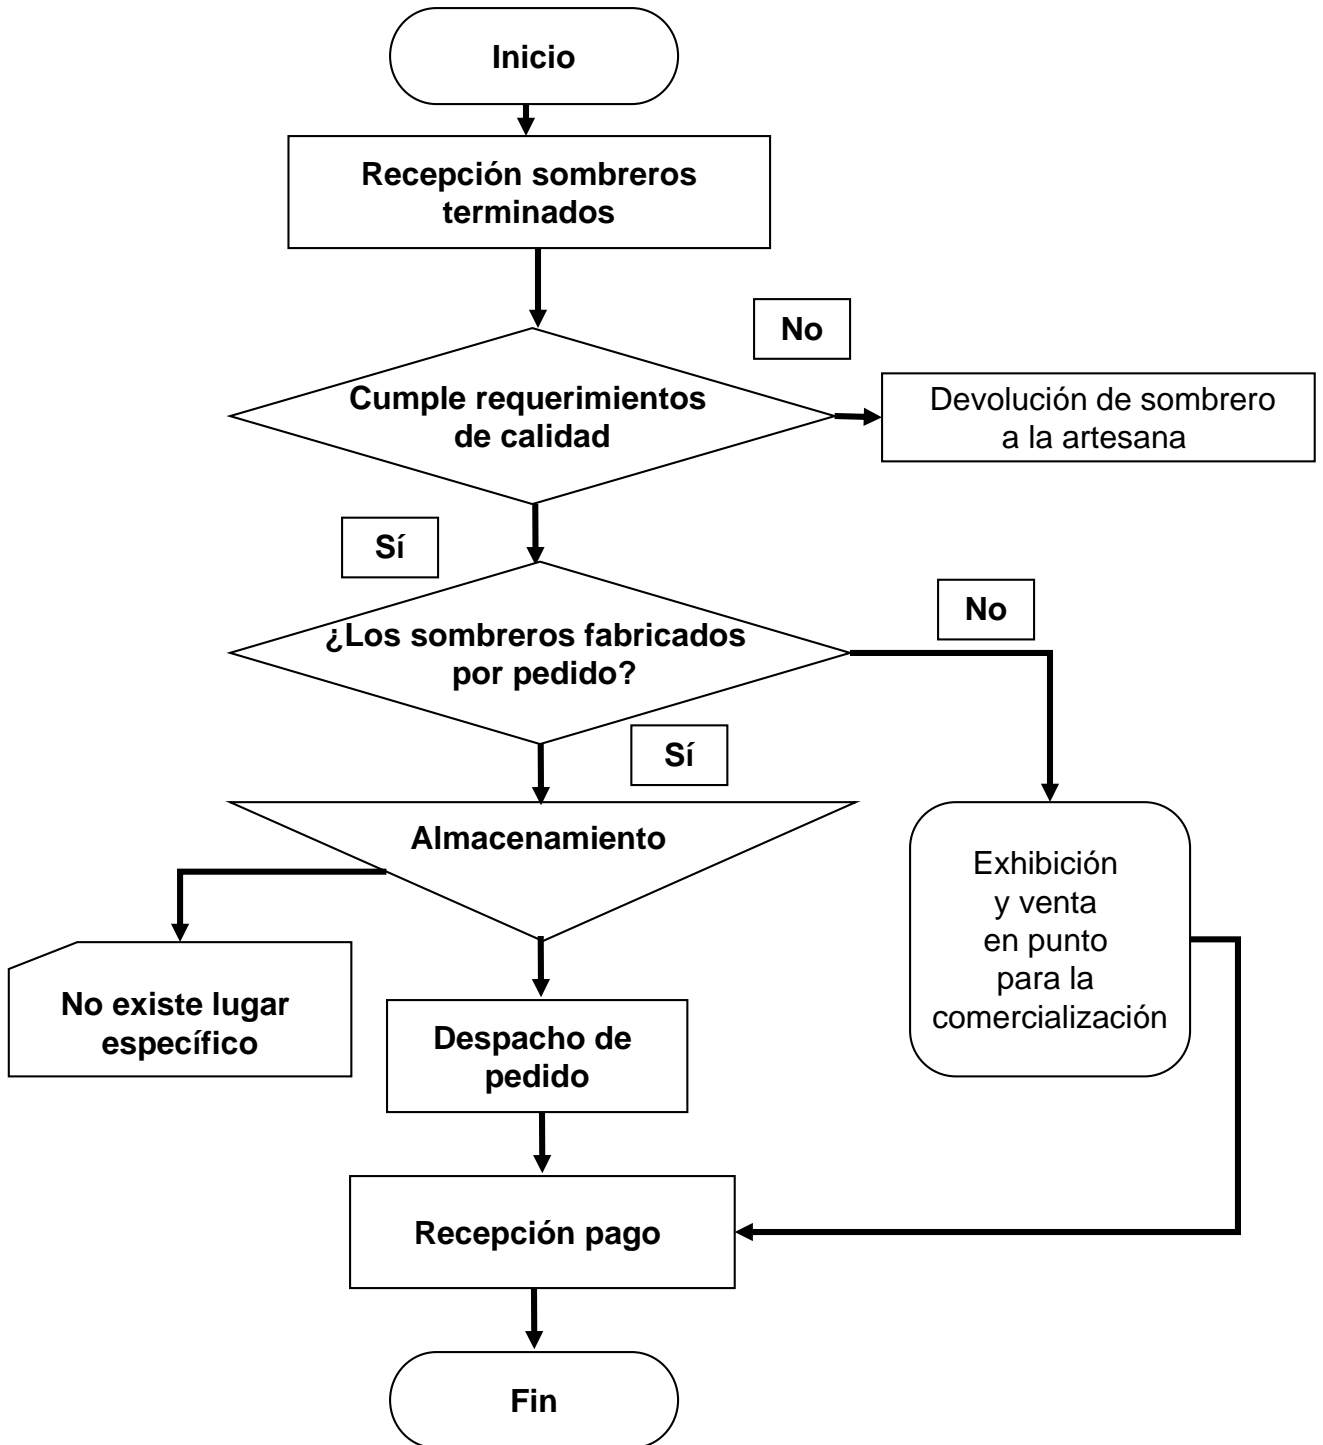 Inicio
Recepción sombreros
terminados
No
Cumple requerimientos
de calidad
Devolución de sombrero
a la artesana
Sí
¿Los sombreros fabricados
por pedido?
No
Sí
Almacenamiento
Exhibición
y venta
en punto
para la
comercialización
No existe lugar
específico
Despacho de
pedido
Recepción pago
Fin